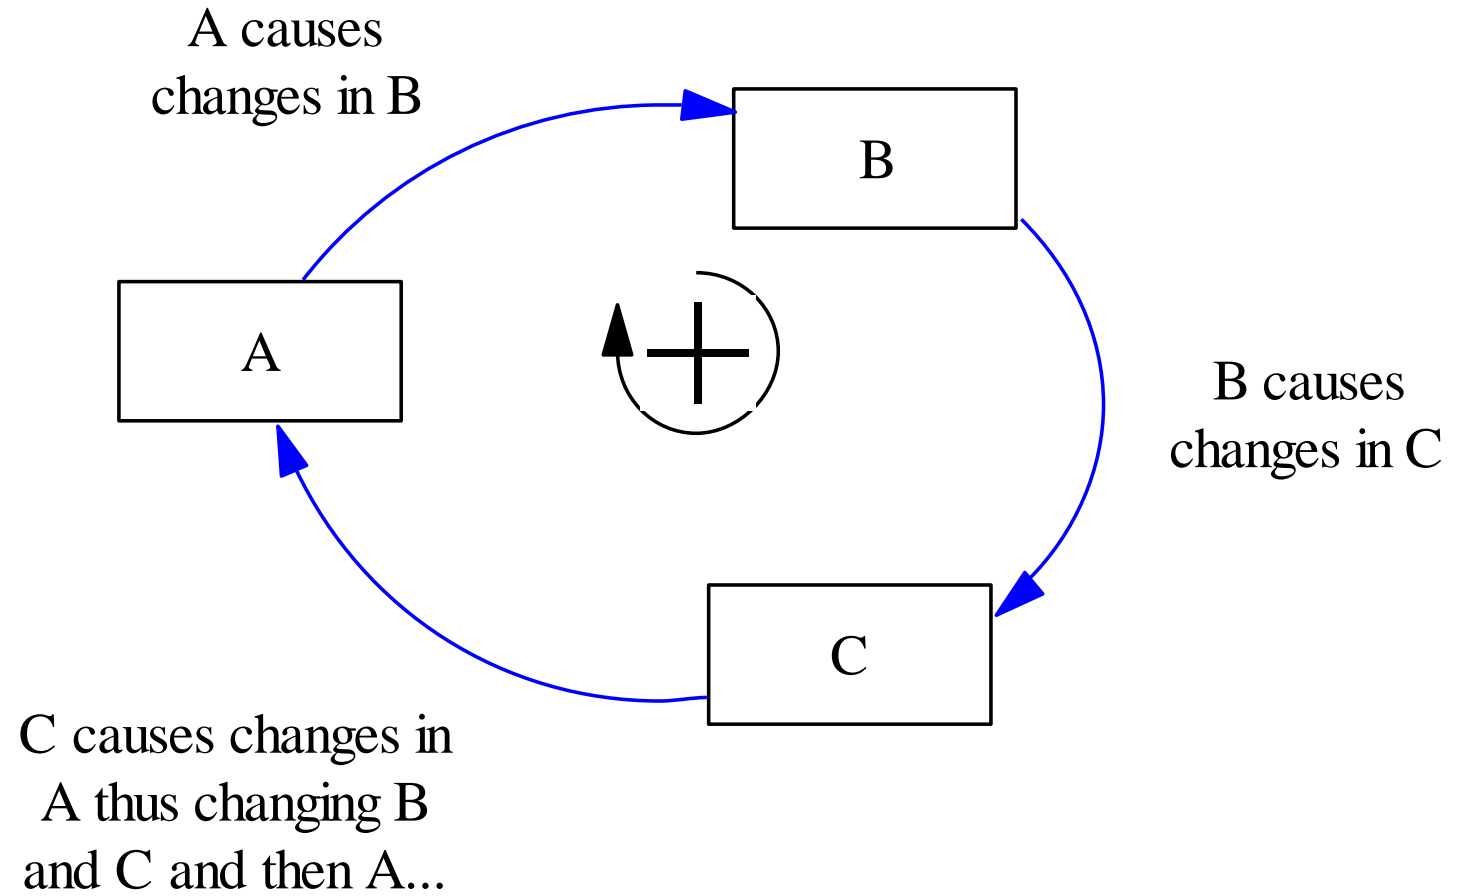 A causes
changes in B
B
A
B causes
changes in C
C
C causes changes in
A thus changing B
and C and then A...